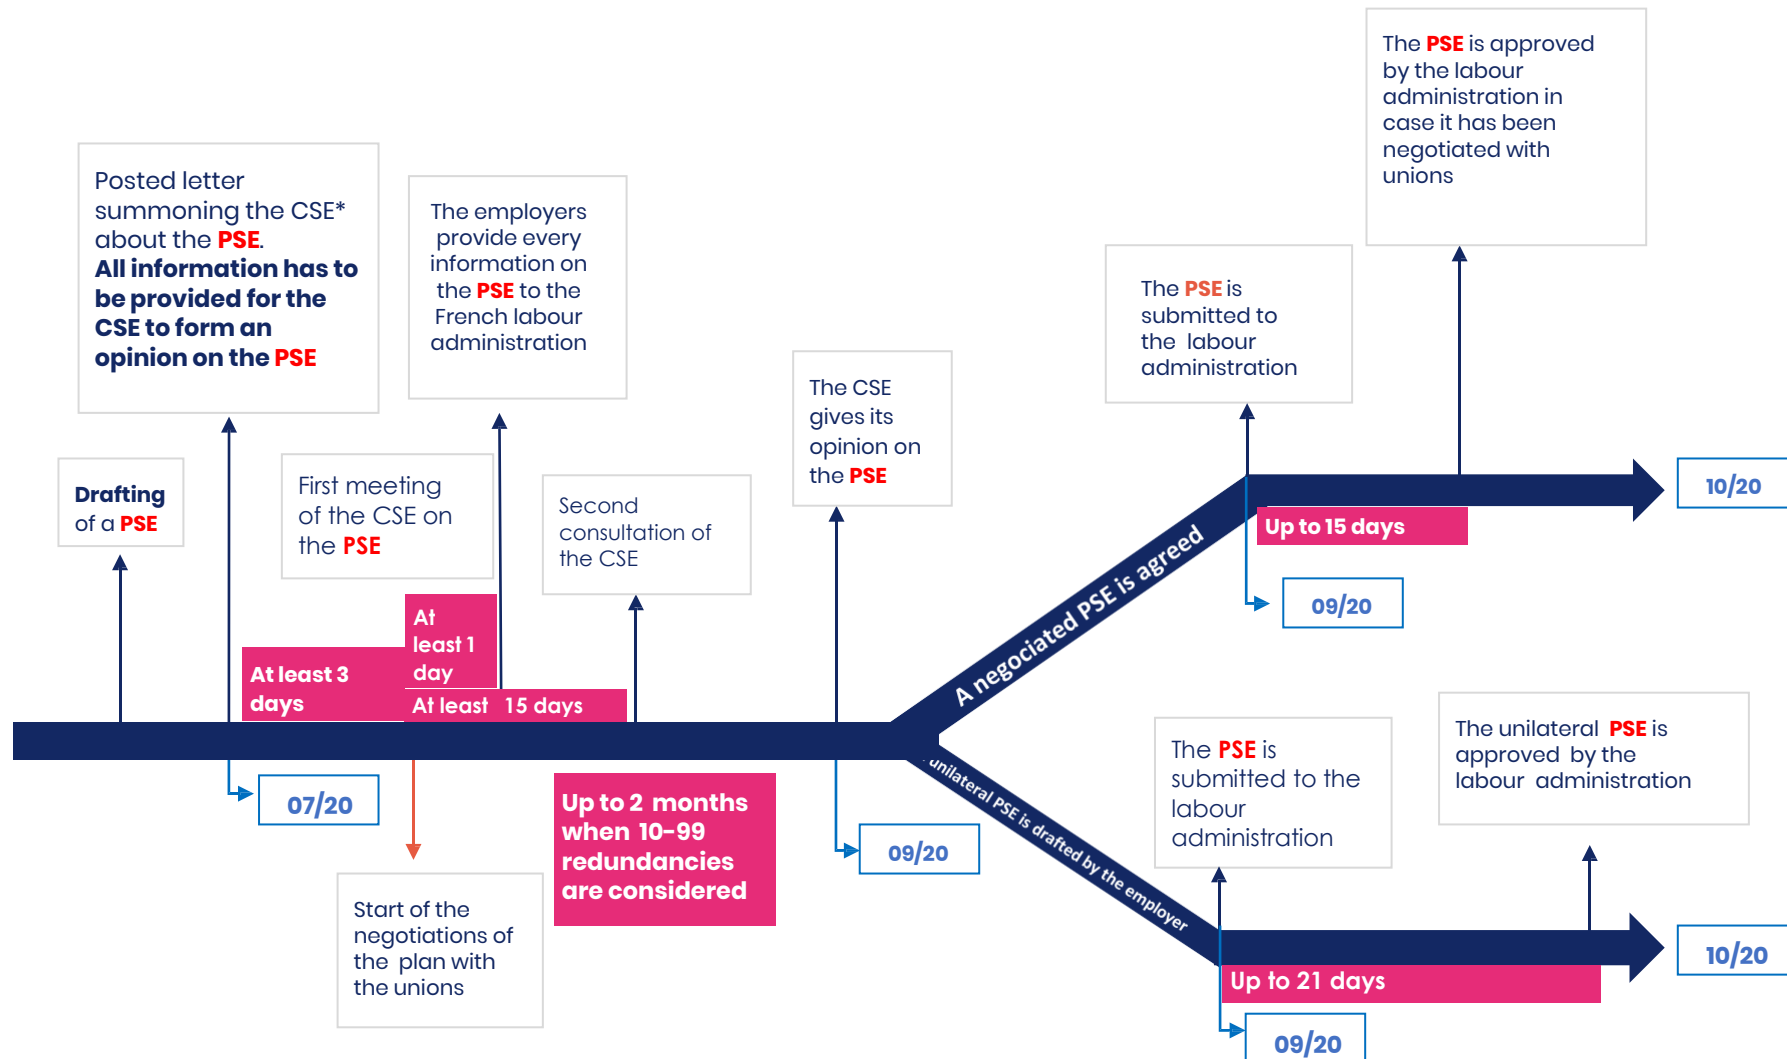 The PSE is approved
by the labour
administration in
case it has been
negotiated with
unions
Posted letter
summoning the CSE*
about the PSE.
All information has to
be provided for the
CSE to form an
opinion on the PSE
The employers
provide every
information on
the PSE to the
French labour
administration
The PSE is
submitted to
the labour
administration
The CSE
gives its
opinion on
the PSE
Drafting
of a PSE
First meeting
of the CSE on
the PSE
Second
consultation of
the CSE
10/20
Up to 15 days
A negociated PSE is agreed
09/20
At
least 1
day
At least 3
days
At least 15 days
The PSE is
submitted to the
labour
administration
The unilateral PSE is
approved by the
labour administration
unilateral PSE is drafted by the employer
07/20
Up to 2 months
when 10-99
redundancies
are considered
09/20
Start of the
negotiations of
the plan with
the unions
10/20
Up to 21 days
09/20